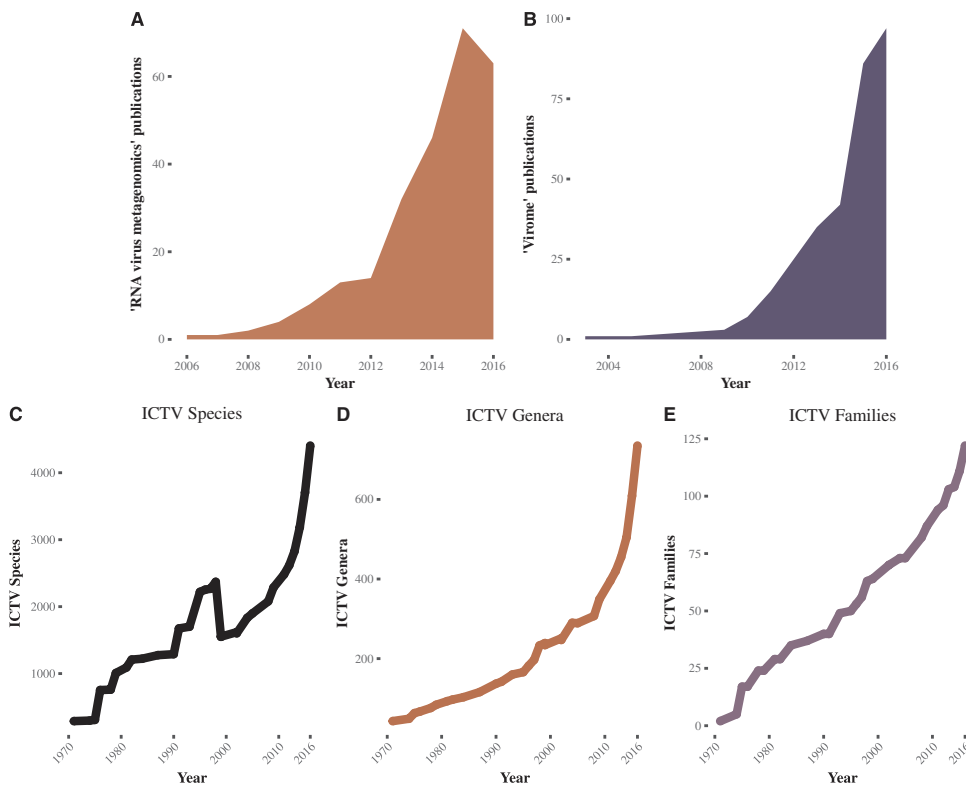 A
'RNA virus metagenomics' publications
60
40
20
0
2006 2008 2010 2012 2014 2016
Year
B
'Virome' publications
100
75
50
25
0
2004 2008 2012 2016
Year
C
ICTV Species
ICTV Species
4000
3000
2000
1000
1970 1980 1990 2000 2010 2016
Year
D
ICTV Genera
ICTV Genera
600
400
200
1970 1980 1990 2000 2010 2016
Year
E
ICTV Families
ICTV Families
125
100
75
50
25
0
1970 1980 1990 2000 2010 2016
Year